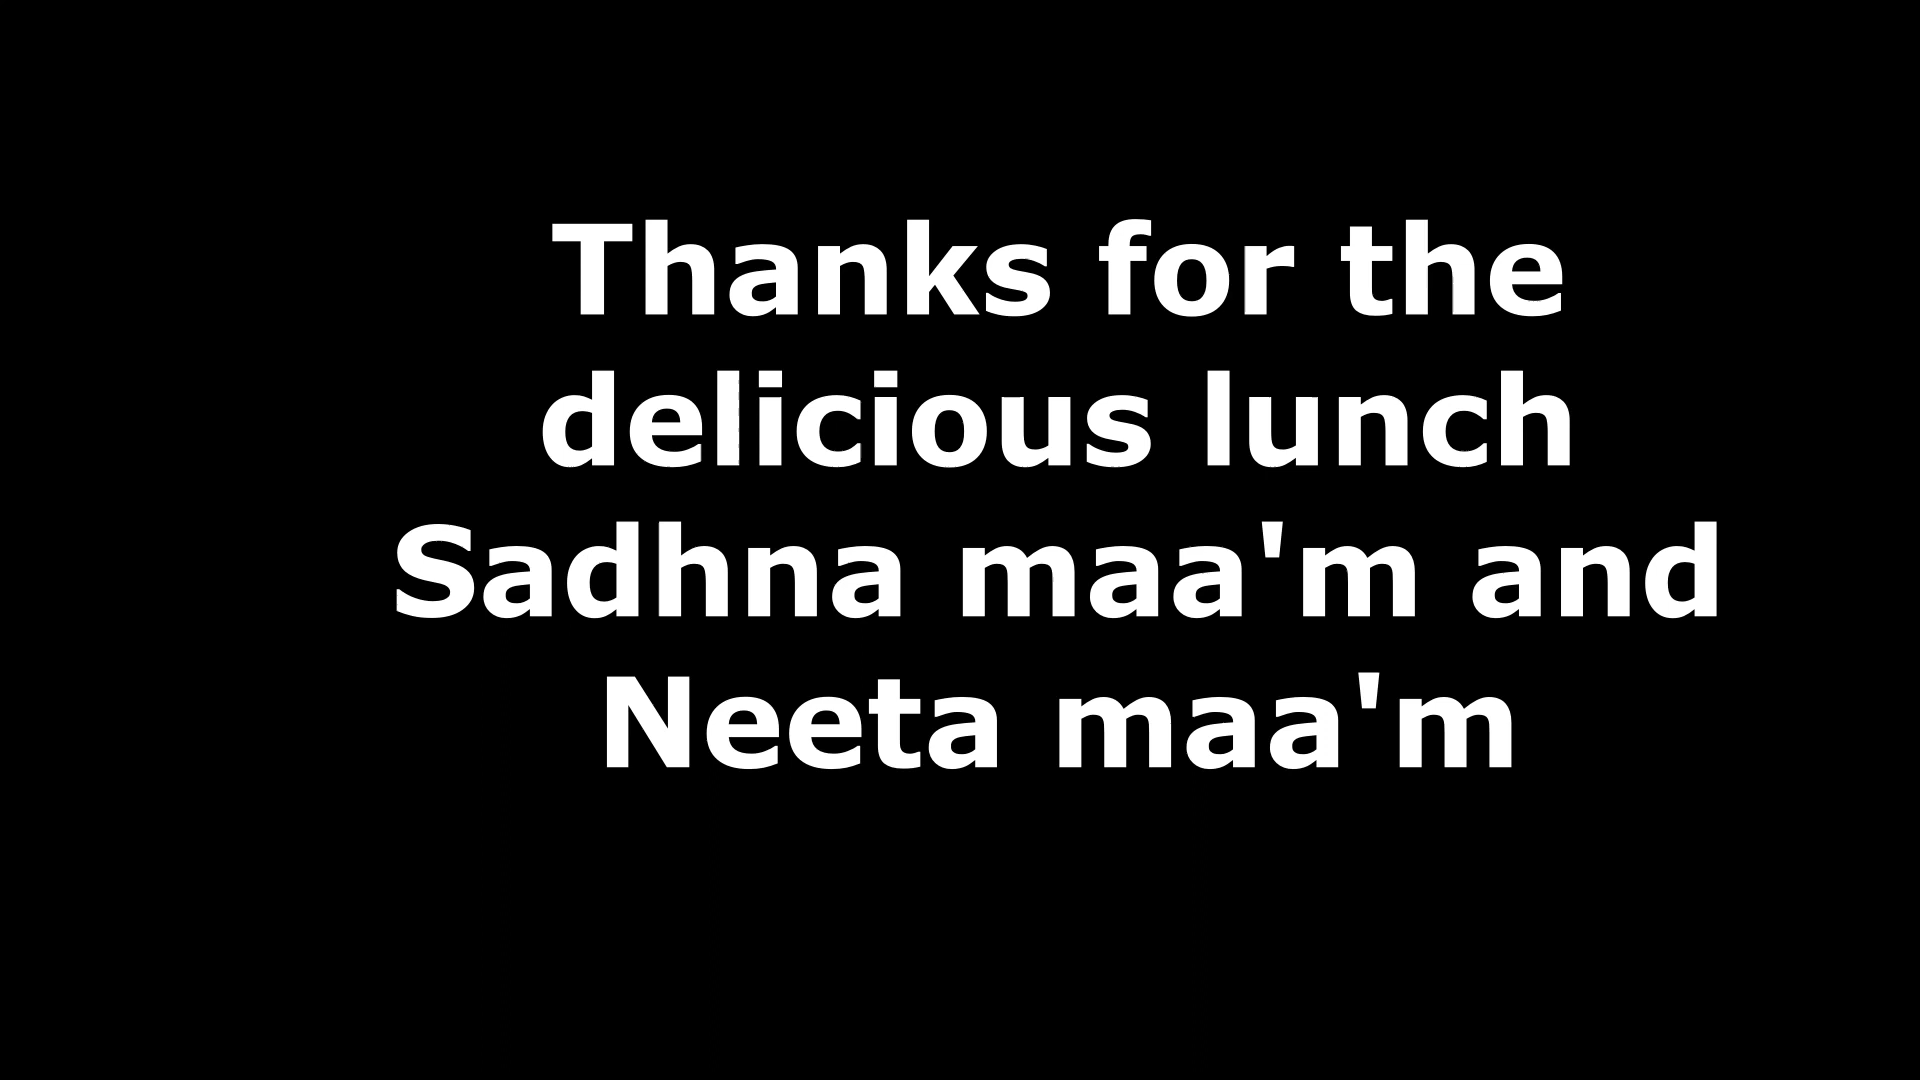 Thanks for the
delicious lunch
Sadhna maa'm and
Neeta maa'm